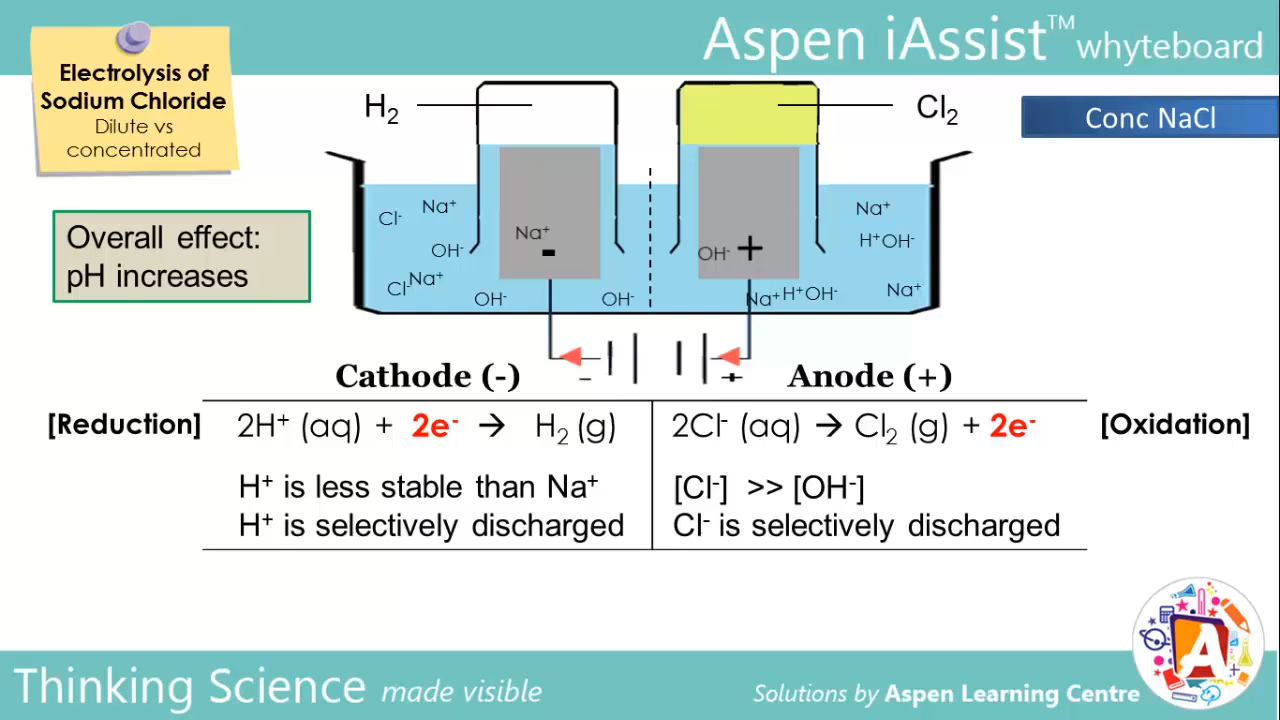 Aspen iAssist™ whyteboard
Electrolysis of
Sodium Chloride
Dilute vs
concentrated
Conc NaCl
H₂
Cl₂
Overall effect:
pH increases
Cl⁻
Na⁺
OH⁻
Cl⁻
Na⁺
OH⁻
OH⁻
Na⁺
-
OH⁻
+
Na⁺
H⁺
OH⁻
Na⁺
H⁺
OH⁻
Na⁺
-
+
Cathode (-)
Anode (+)
[Reduction]
2H⁺ (aq) + 2e⁻ → H₂ (g)
2Cl⁻ (aq) → Cl₂ (g) + 2e⁻
[Oxidation]
H⁺ is less stable than Na⁺
H⁺ is selectively discharged
[Cl⁻] >> [OH⁻]
Cl⁻ is selectively discharged
A
Thinking Science made visible
Solutions by Aspen Learning Centre